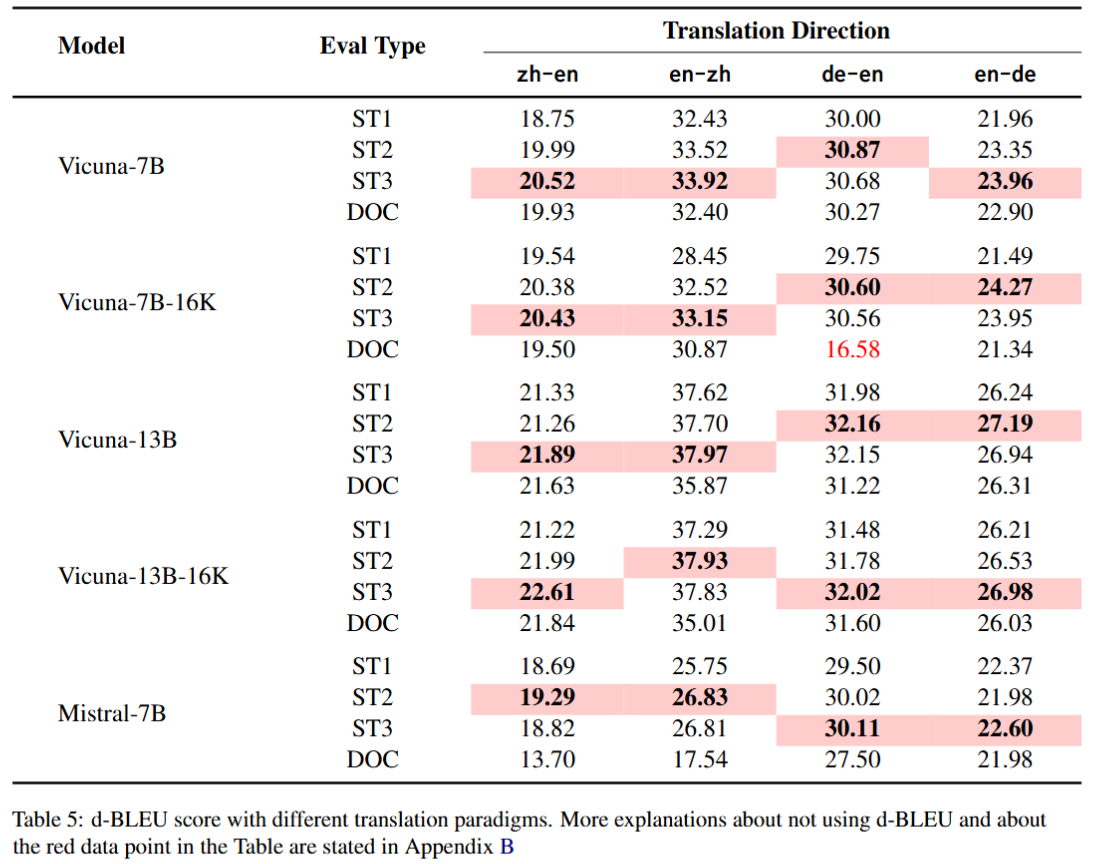 Model Eval Type Translation Direction
zh-en en-zh de-en en-de
ST1 18.75 32.43 30.00 21.96
ST2 19.99 33.52 30.87 23.35
Vicuna-7B
ST3 20.52 33.92 30.68 23.96
DOC 19.93 32.40 30.27 22.90
ST1 19.54 28.45 29.75 21.49
ST2 20.38 32.52 30.60 24.27
Vicuna-7B-16K
ST3 20.43 33.15 30.56 23.95
DOC 19.50 30.87 16.58 21.34
ST1 21.33 37.62 31.98 26.24
ST2 21.26 37.70 32.16 27.19
Vicuna-13B
ST3 21.89 37.97 32.15 26.94
DOC 21.63 35.87 31.22 26.31
ST1 21.22 37.29 31.48 26.21
ST2 21.99 37.93 31.78 26.53
Vicuna-13B-16K
ST3 22.61 37.83 32.02 26.98
DOC 21.84 35.01 31.60 26.03
ST1 18.69 25.75 29.50 22.37
ST2 19.29 26.83 30.02 21.98
Mistral-7B
ST3 18.82 26.81 30.11 22.60
DOC 13.70 17.54 27.50 21.98
Table 5: d-BLEU score with different translation paradigms. More explanations about not using d-BLEU and about
the red data point in the Table are stated in Appendix B